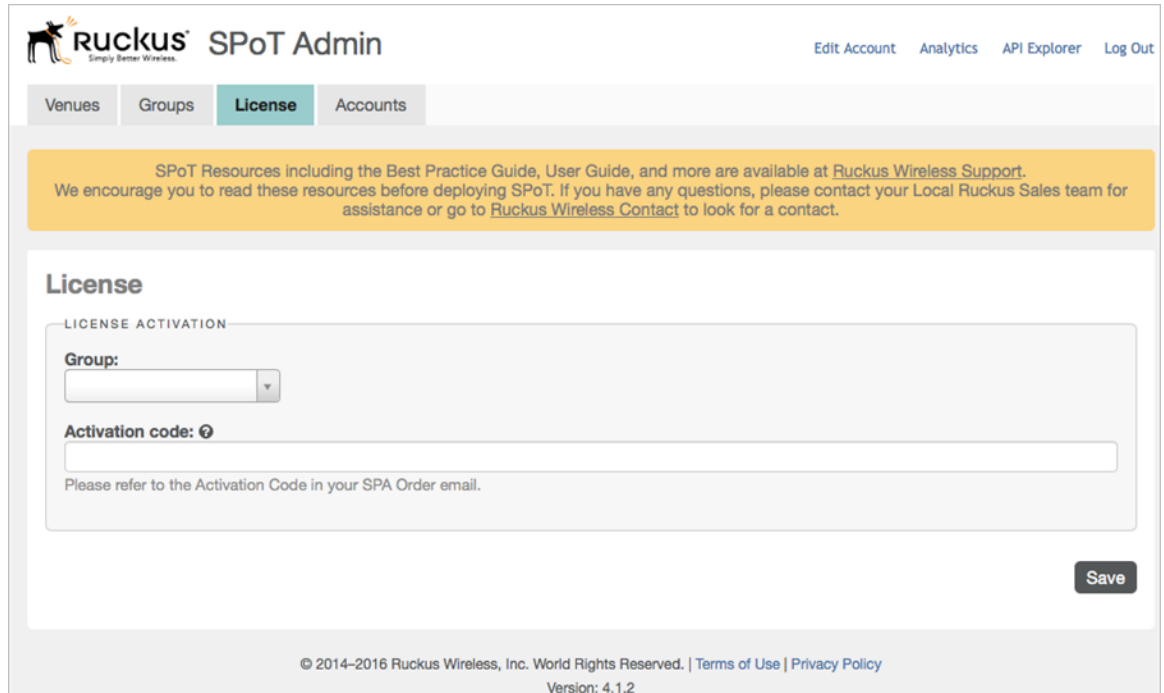 Ruckus SPoT Admin
Simply Better Wireless.
Edit Account Analytics API Explorer Log Out
Venues Groups License Accounts
SPoT Resources including the Best Practice Guide, User Guide, and more are available at Ruckus Wireless Support.
We encourage you to read these resources before deploying SPoT. If you have any questions, please contact your Local Ruckus Sales team for
assistance or go to Ruckus Wireless Contact to look for a contact.
License
LICENSE ACTIVATION
Group:
Activation code: ?
Please refer to the Activation Code in your SPA Order email.
Save
© 2014–2016 Ruckus Wireless, Inc. World Rights Reserved. | Terms of Use | Privacy Policy
Version: 4.1.2